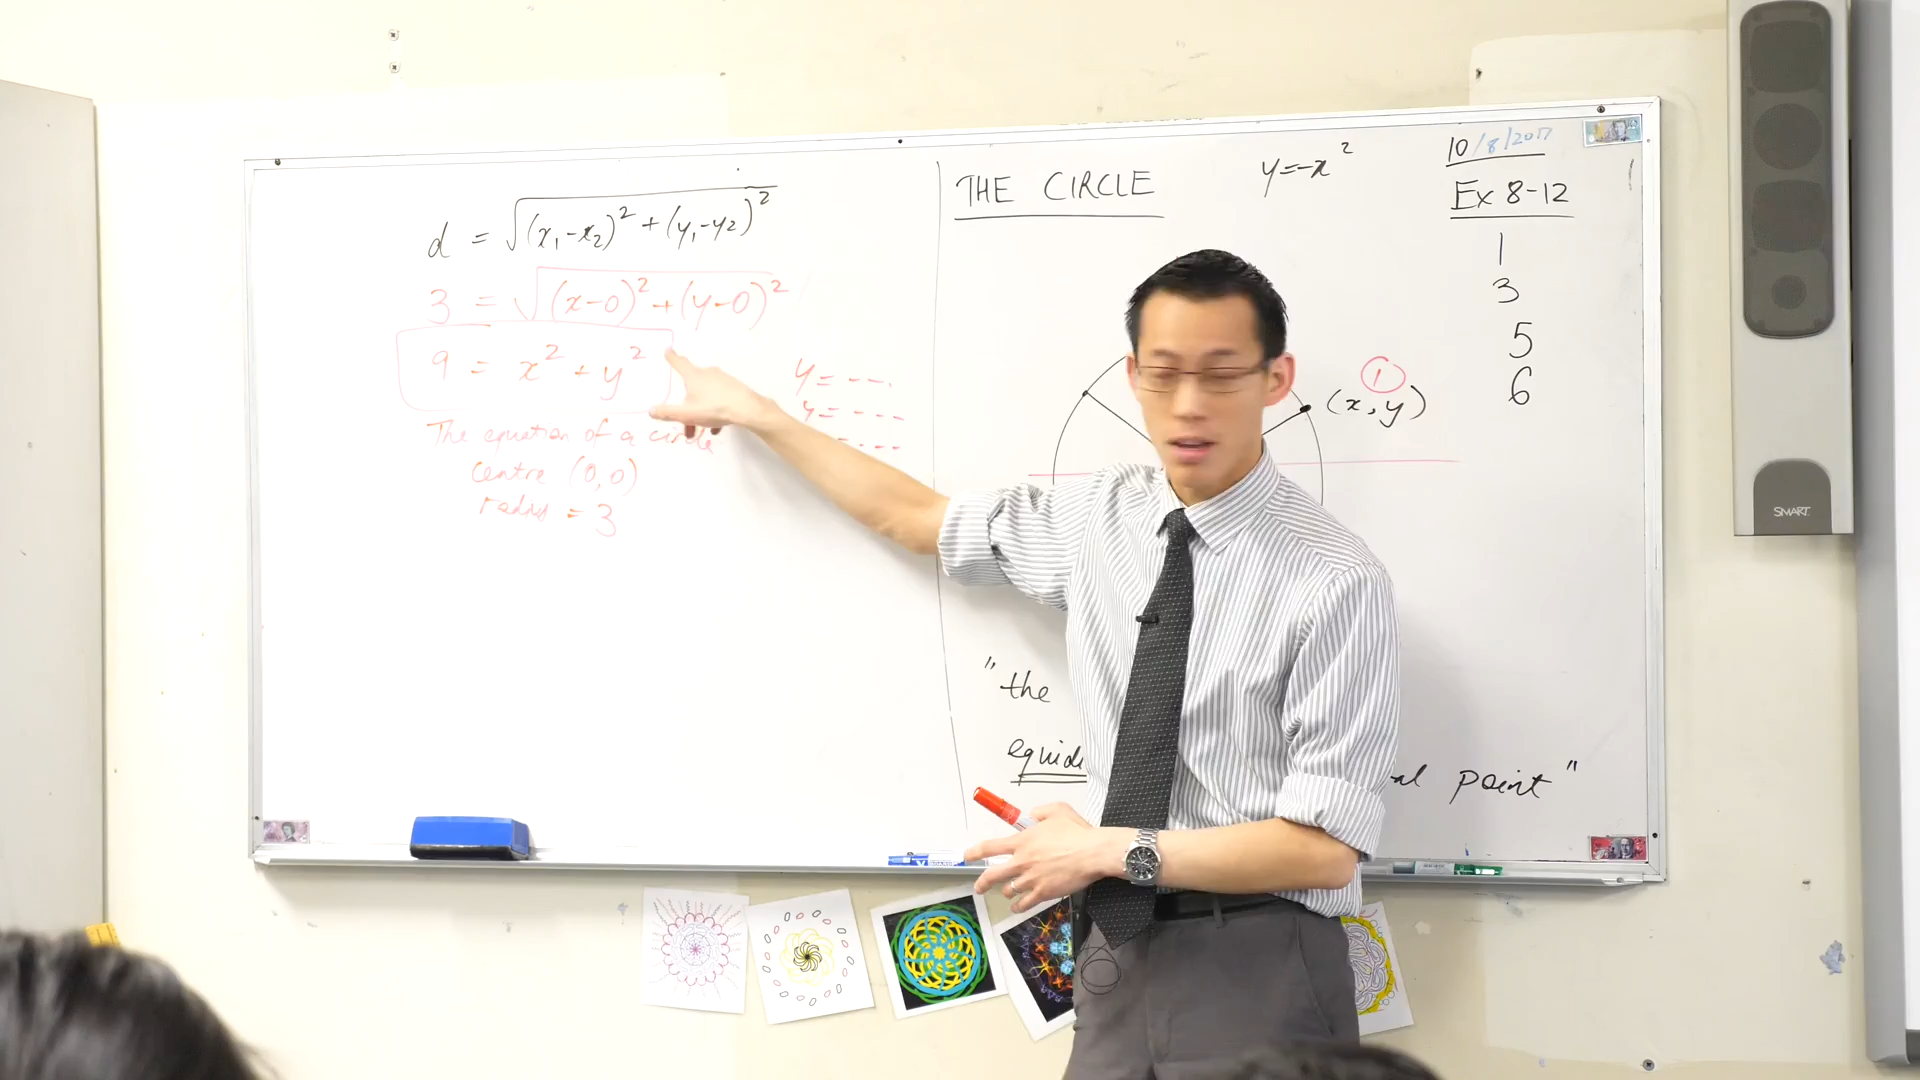 d = √(x₁-x₂)² + (y₁-y₂)²
3 = √(x-0)² + (y-0)²
9 = x² + y²
The equation of a circle
centre (0,0)
radius = 3
y = ---
y = ---
= ---
THE CIRCLE
y=-x²
10/8/2017
Ex 8-12
1
3
5
6
1
(x,y)
"the
equid
point"
SMART